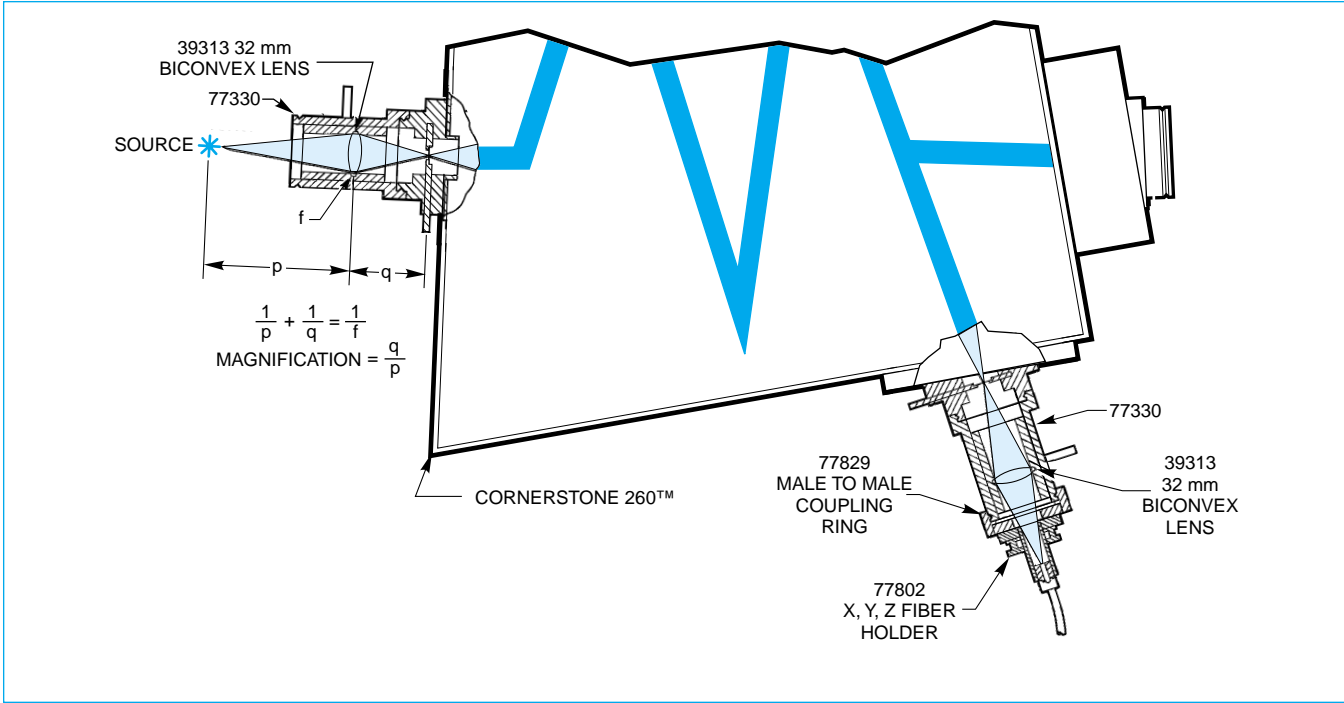 39313 32 mm
BICONVEX LENS
77330
SOURCE
f
p
q
1/p + 1/q = 1/f
MAGNIFICATION = q/p
CORNERSTONE 260™
77330
77829
MALE TO MALE
COUPLING
RING
39313
32 mm
BICONVEX
LENS
77802
X, Y, Z FIBER
HOLDER